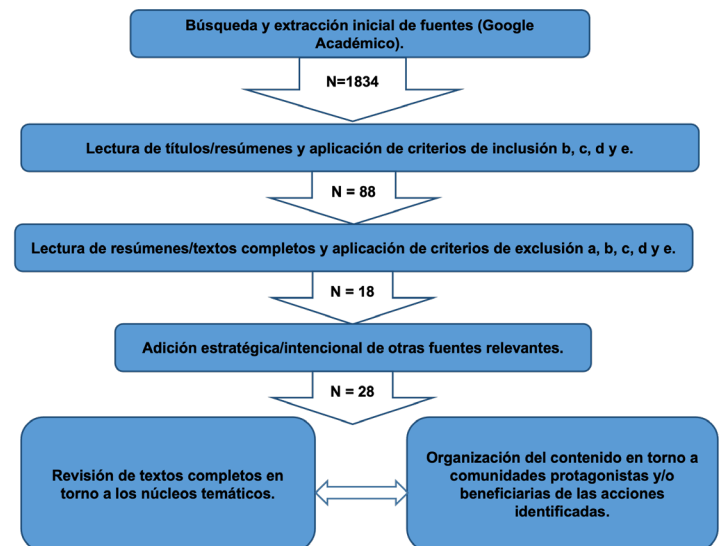 Búsqueda y extracción inicial de fuentes (Google
Académico).
N=1834
Lectura de títulos/resúmenes y aplicación de criterios de inclusión b, c, d y e.
N = 88
Lectura de resúmenes/textos completos y aplicación de criterios de exclusión a, b, c, d y e.
N = 18
Adición estratégica/intencional de otras fuentes relevantes.
N = 28
Revisión de textos completos en
torno a los núcleos temáticos.
Organización del contenido en torno a
comunidades protagonistas y/o
beneficiarias de las acciones
identificadas.